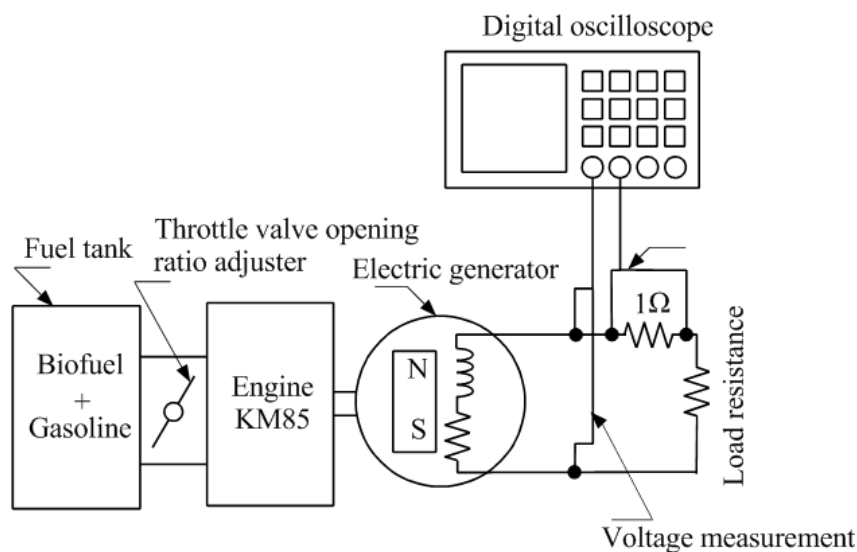 Digital oscilloscope
Throttle valve opening
ratio adjuster
Fuel tank
Electric generator
1Ω
Biofuel
+
Gasoline
Engine
KM85
N
S
Load resistance
Voltage measurement